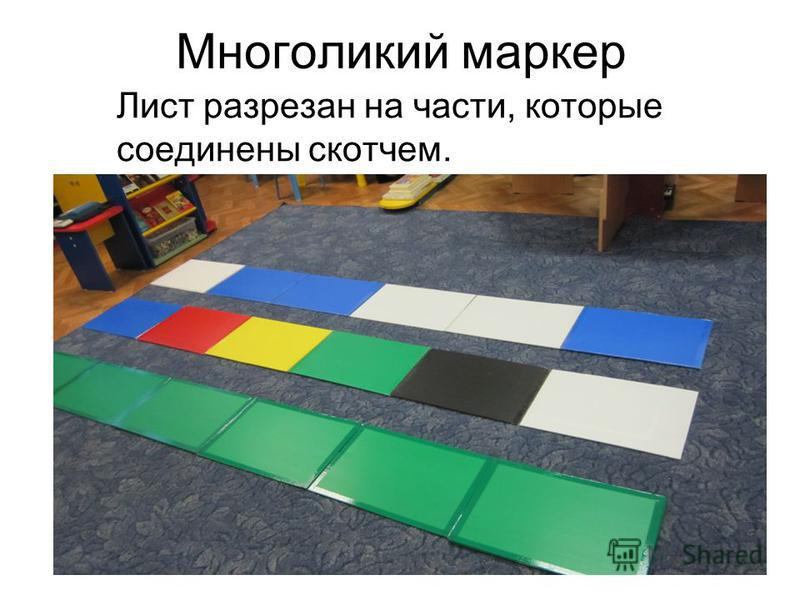 Многоликий маркер
Лист разрезан на части, которые
соединены скотчем.
Shared